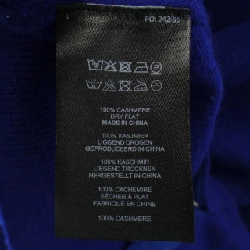 100% CASHMERE
DRY FLAT
MADE IN CHINA
100% KASJMIER
LIGGEND DROGEN
GEPRODUCEERD IN CHINA
100% KASCHMIR
LIEGEND TROCKNEN
HERGESTELLT IN CHINA
100% CACHEMIRE
SÉCHER À PLAT
FABRIQUÉ EN CHINE
100% CASHMERE